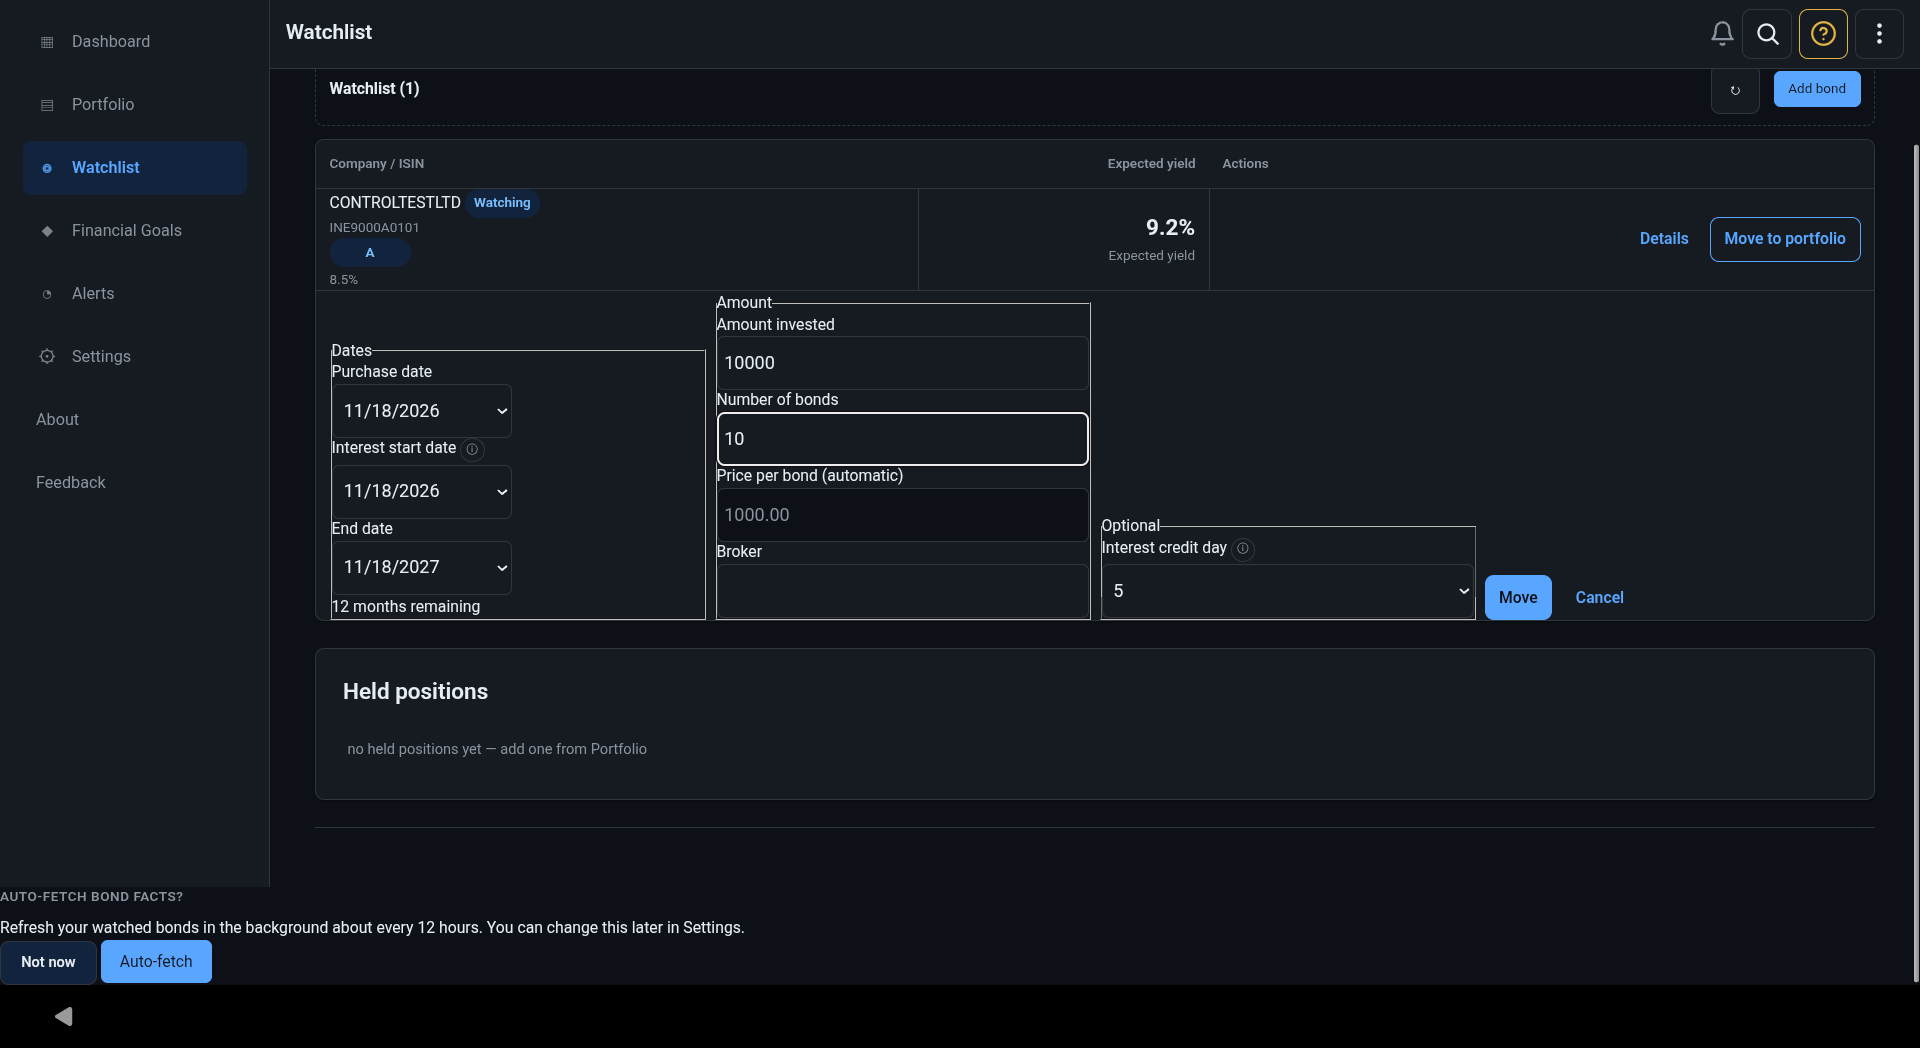 Dashboard
Portfolio
Watchlist
Financial Goals
Alerts
Settings
About
Feedback
Watchlist
Watchlist (1)
Add bond
Company / ISIN
Expected yield
Actions
CONTROLTESTLTD Watching
INE9000A0101
A
8.5%
9.2%
Expected yield
Details
Move to portfolio
Dates
Purchase date
11/18/2026
Interest start date
11/18/2026
End date
11/18/2027
12 months remaining
Amount
Amount invested
10000
Number of bonds
10
Price per bond (automatic)
1000.00
Broker
Optional
Interest credit day
5
Move
Cancel
Held positions
no held positions yet — add one from Portfolio
AUTO-FETCH BOND FACTS?
Refresh your watched bonds in the background about every 12 hours. You can change this later in Settings.
Not now
Auto-fetch